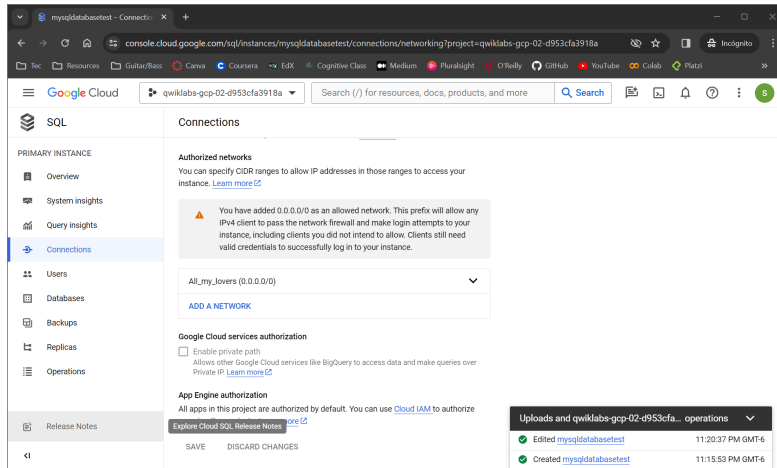 mysqldatabasetest – Connectio
console.cloud.google.com/sql/instances/mysqldatabasetest/connections/networking?project=qwiklabs-gcp-02-d953cfa3918a
Incógnito
Tec Resources Guitar/Bass Canva Coursera EdX Cognitive Class Medium Pluralsight O'Reilly GitHub YouTube Colab Platzi
Google Cloud
qwiklabs-gcp-02-d953cfa3918a
Search (/) for resources, docs, products, and more
Search
S
SQL
Connections
PRIMARY INSTANCE
Overview
System insights
Query insights
Connections
Users
Databases
Backups
Replicas
Operations
Release Notes
Authorized networks
You can specify CIDR ranges to allow IP addresses in those ranges to access your
instance. Learn more
You have added 0.0.0.0/0 as an allowed network. This prefix will allow any
IPv4 client to pass the network firewall and make login attempts to your
instance, including clients you did not intend to allow. Clients still need
valid credentials to successfully log in to your instance.
All_my_lovers (0.0.0.0/0)
ADD A NETWORK
Google Cloud services authorization
Enable private path
Allows other Google Cloud services like BigQuery to access data and make queries over
Private IP. Learn more
App Engine authorization
All apps in this project are authorized by default. You can use Cloud IAM to authorize
Explore Cloud SQL Release Notes
SAVE DISCARD CHANGES
Uploads and qwiklabs-gcp-02-d953cfa... operations
Edited mysqldatabasetest 11:20:37 PM GMT-6
Created mysqldatabasetest 11:15:53 PM GMT-6